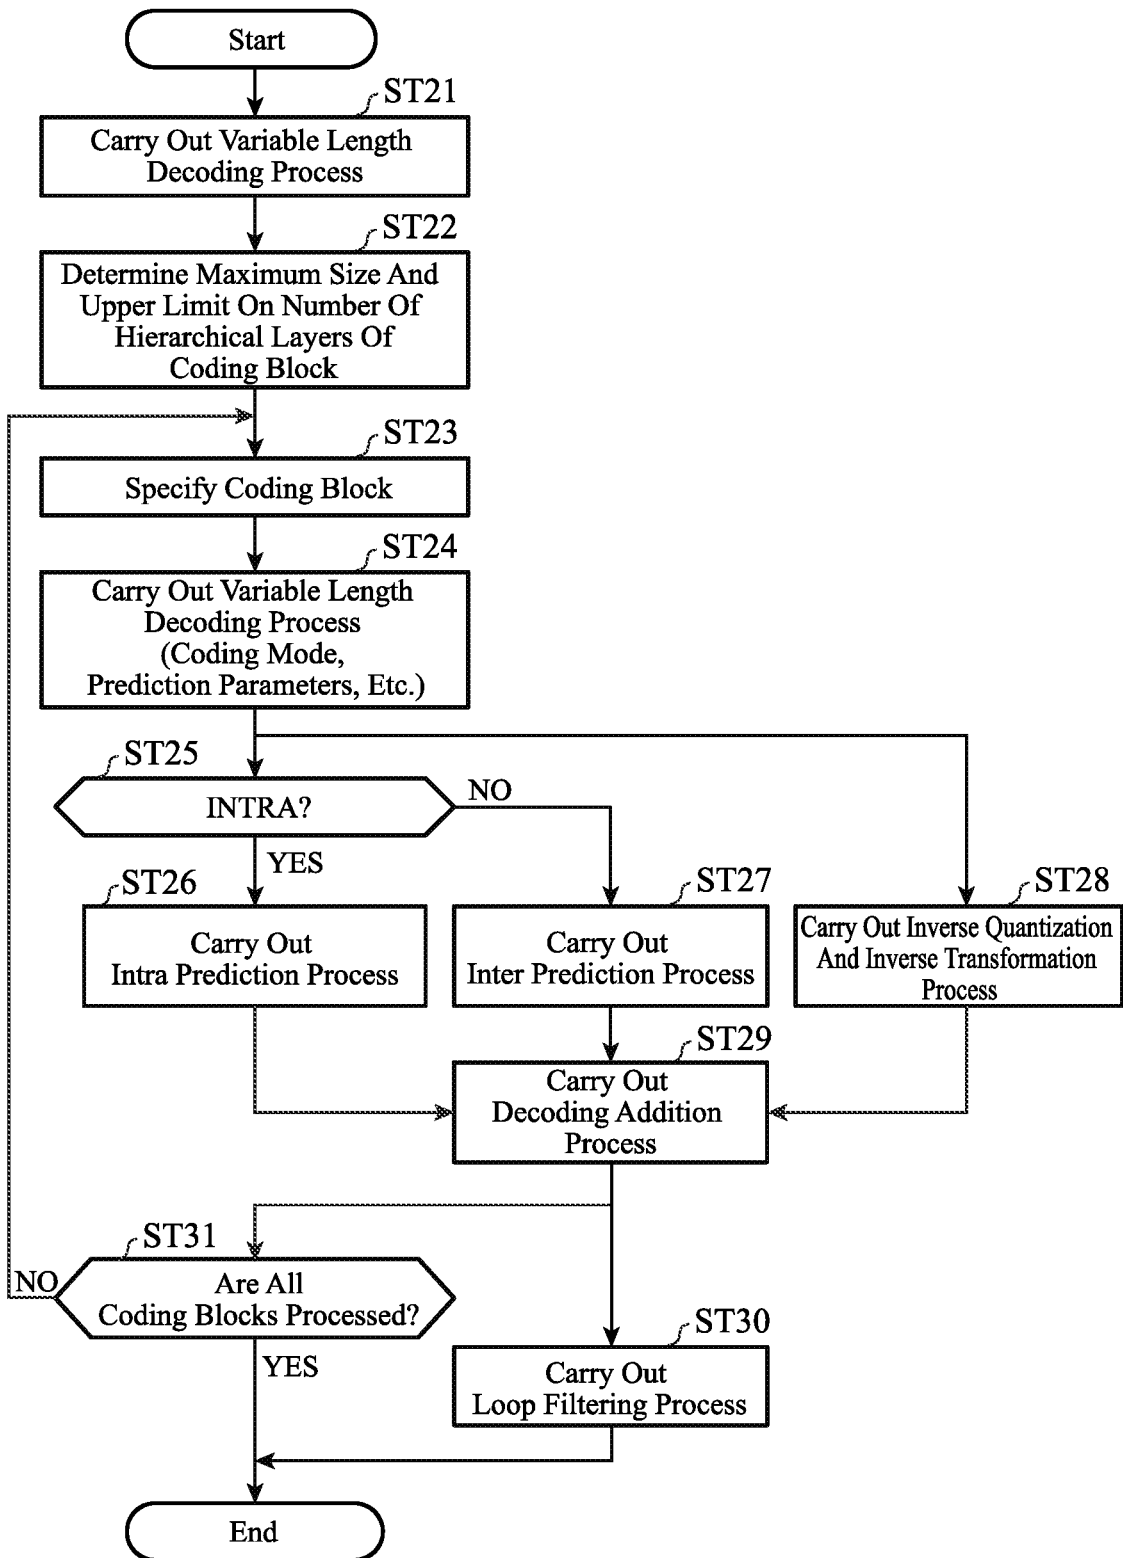 Start
ST21
Carry Out Variable Length
Decoding Process
ST22
Determine Maximum Size And
Upper Limit On Number Of
Hierarchical Layers Of
Coding Block
ST23
Specify Coding Block
ST24
Carry Out Variable Length
Decoding Process
(Coding Mode,
Prediction Parameters, Etc.)
ST25
INTRA?
NO
YES
ST26
Carry Out
Intra Prediction Process
ST27
Carry Out
Inter Prediction Process
ST28
Carry Out Inverse Quantization
And Inverse Transformation
Process
ST29
Carry Out
Decoding Addition
Process
ST31
Are All
Coding Blocks Processed?
NO
YES
ST30
Carry Out
Loop Filtering Process
End